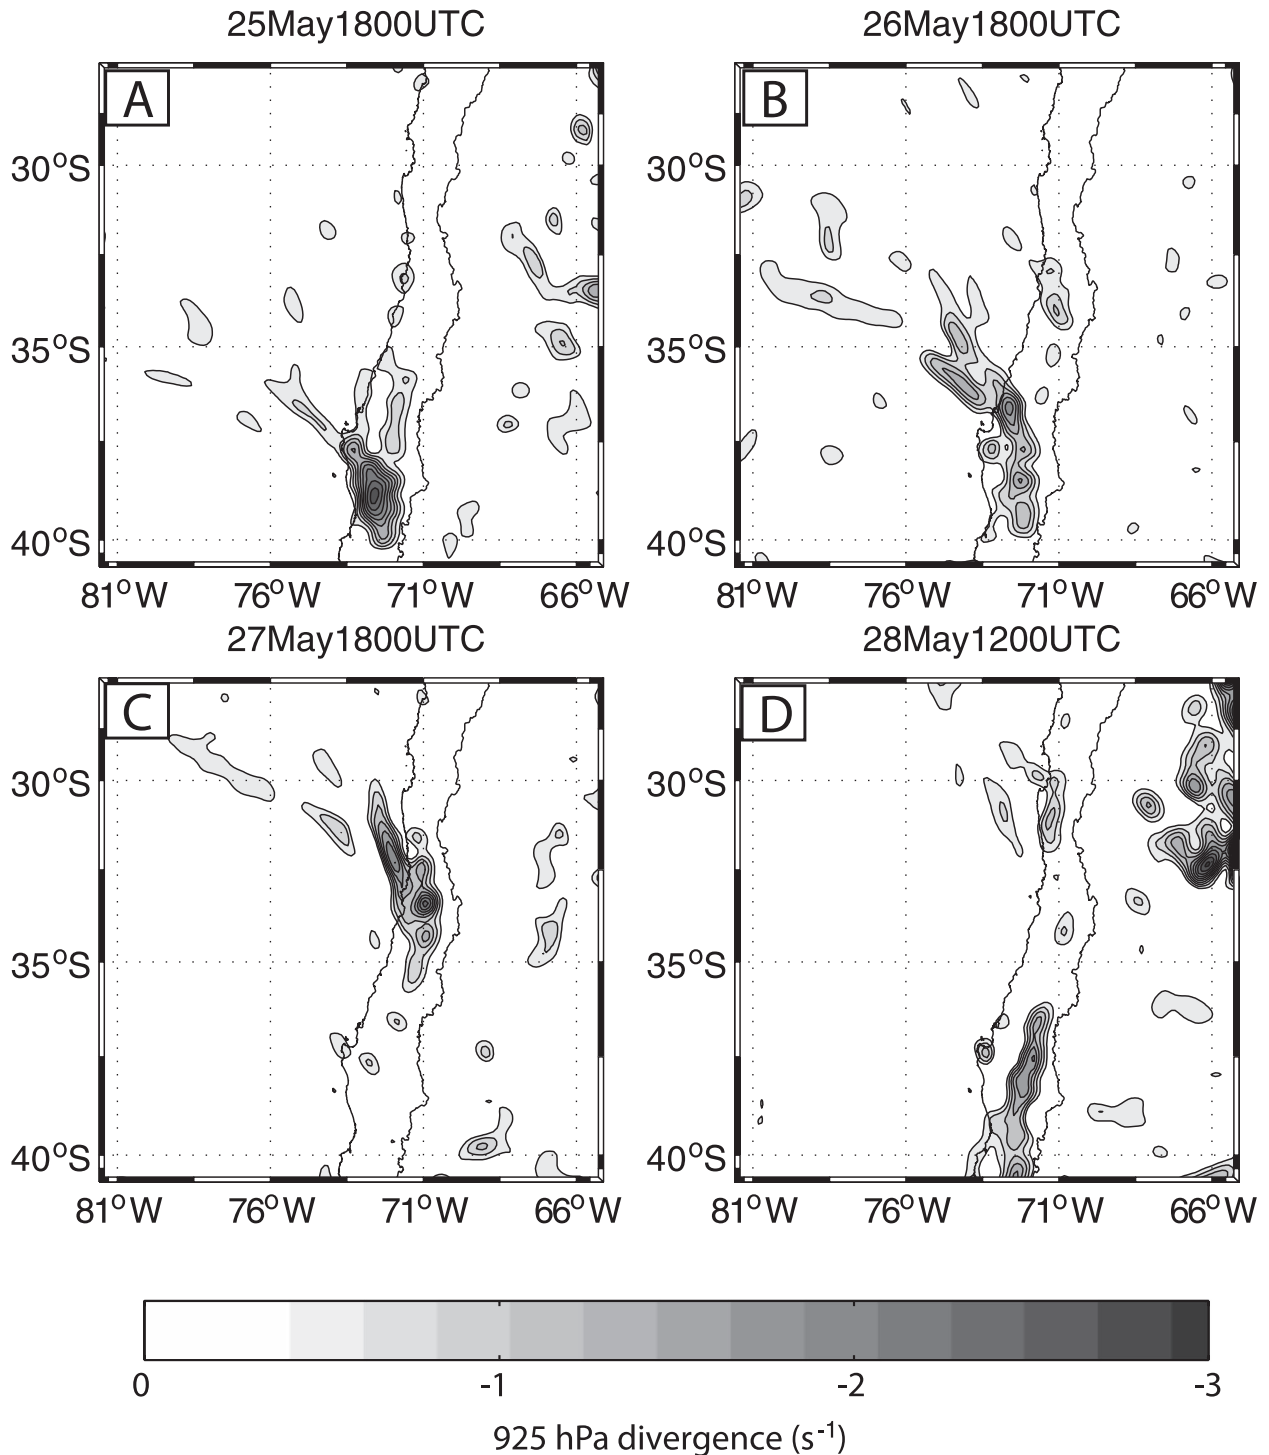 25May1800UTC 26May1800UTC
A B
30°S 30°S
35°S 35°S
40°S 40°S
81°W 76°W 71°W 66°W 81°W 76°W 71°W 66°W
27May1800UTC 28May1200UTC
C D
30°S 30°S
35°S 35°S
40°S 40°S
81°W 76°W 71°W 66°W 81°W 76°W 71°W 66°W
0 -1 -2 -3
925 hPa divergence (s⁻¹)